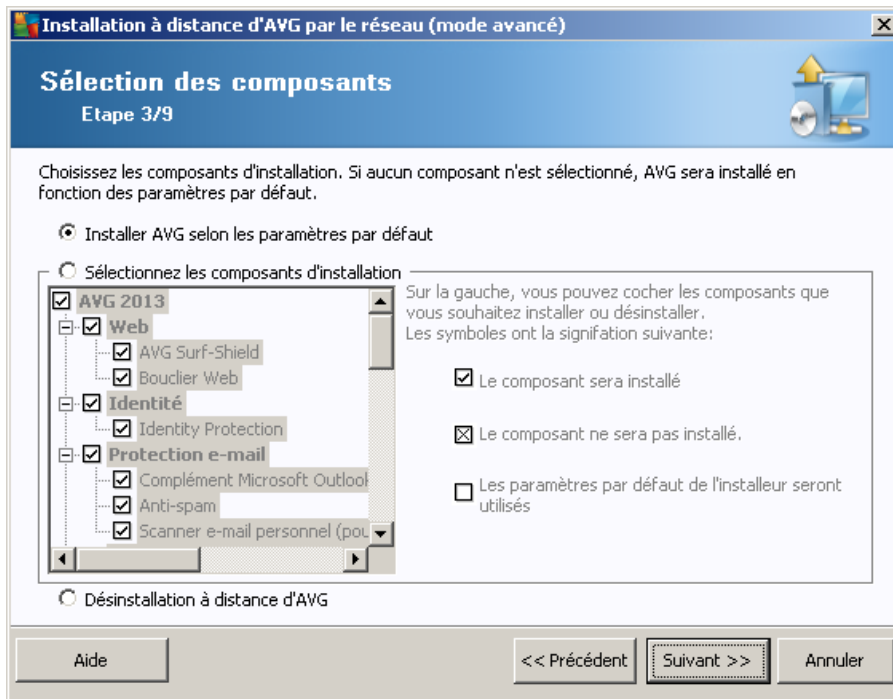 Installation à distance d'AVG par le réseau (mode avancé)
Sélection des composants
Etape 3/9
Choisissez les composants d'installation. Si aucun composant n'est sélectionné, AVG sera installé en
fonction des paramètres par défaut.
Installer AVG selon les paramètres par défaut
Sélectionnez les composants d'installation
AVG 2013
Web
AVG Surf-Shield
Bouclier Web
Identité
Identity Protection
Protection e-mail
Complément Microsoft Outlook
Anti-spam
Scanner e-mail personnel (pou
Sur la gauche, vous pouvez cocher les composants que
vous souhaitez installer ou désinstaller.
Les symboles ont la signifation suivante:
Le composant sera installé
Le composant ne sera pas installé.
Les paramètres par défaut de l'installeur seront
utilisés
Désinstallation à distance d'AVG
Aide
<< Précédent
Suivant >>
Annuler